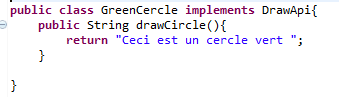 public class GreenCercle implements DrawApi{
public String drawCircle(){
return "Ceci est un cercle vert ";
}
}